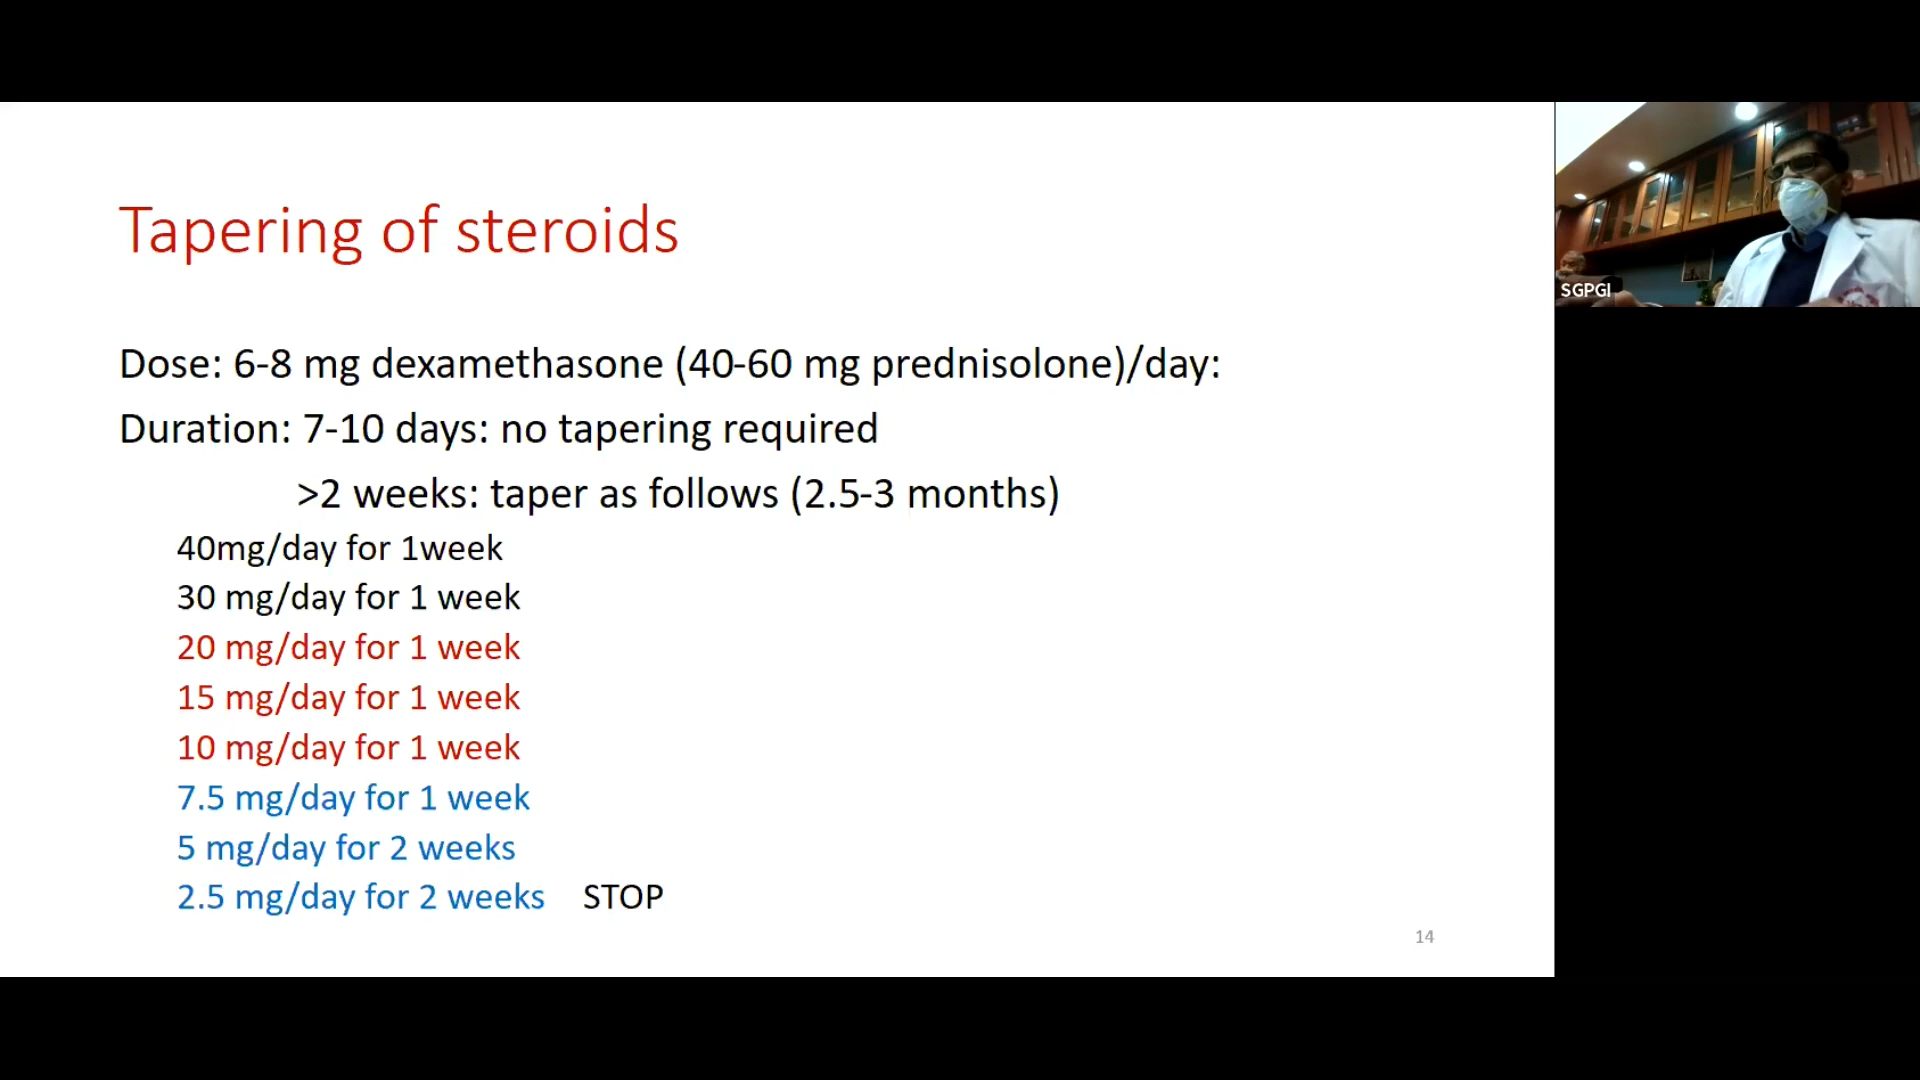 Tapering of steroids
Dose: 6-8 mg dexamethasone (40-60 mg prednisolone)/day:
Duration: 7-10 days: no tapering required
>2 weeks: taper as follows (2.5-3 months)
40mg/day for 1week
30 mg/day for 1 week
20 mg/day for 1 week
15 mg/day for 1 week
10 mg/day for 1 week
7.5 mg/day for 1 week
5 mg/day for 2 weeks
2.5 mg/day for 2 weeks STOP
14
SGPGI